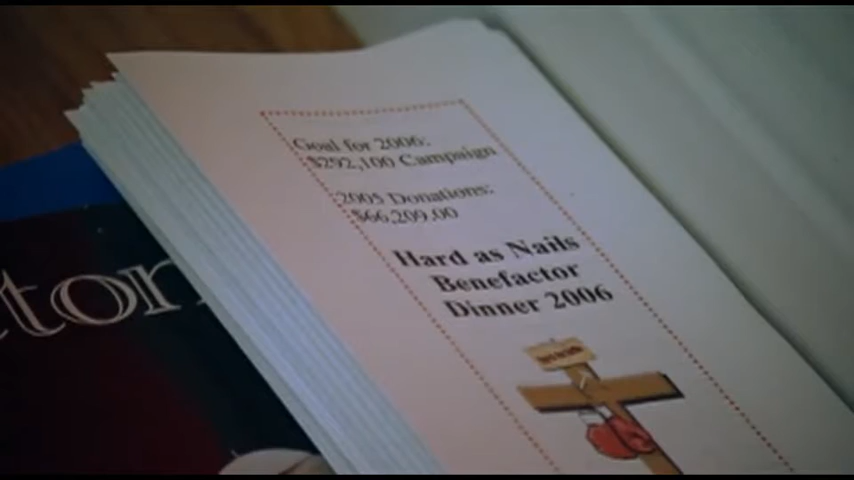 Goal for 2006:
$292,100 Campaign
2005 Donations:
$66,209.00
Hard as Nails
Benefactor
Dinner 2006